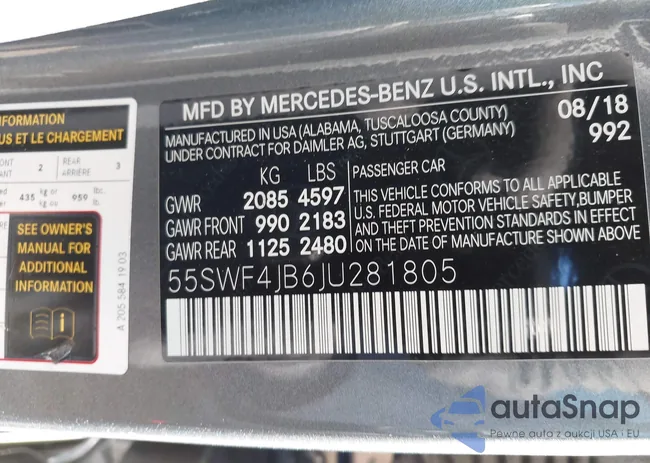 INFORMATION
US ET LE CHARGEMENT
2
REAR
ARRIÈRE
3
435 kg or
959 lbs.
SEE OWNER'S
MANUAL FOR
ADDITIONAL
INFORMATION
A 205 584 19 03
MFD BY MERCEDES-BENZ U.S. INTL., INC
MANUFACTURED IN USA (ALABAMA, TUSCALOOSA COUNTY) 08/18
UNDER CONTRACT FOR DAIMLER AG, STUTTGART (GERMANY) 992
KG LBS
GVWR 2085 4597
GAWR FRONT 990 2183
GAWR REAR 1125 2480
PASSENGER CAR
THIS VEHICLE CONFORMS TO ALL APPLICABLE
U.S. FEDERAL MOTOR VEHICLE SAFETY,BUMPER
AND THEFT PREVENTION STANDARDS IN EFFECT
ON THE DATE OF MANUFACTURE SHOWN ABOVE
55SWF4JB6JU281805
autaSnap
Pewne auta z aukcji USA i EU